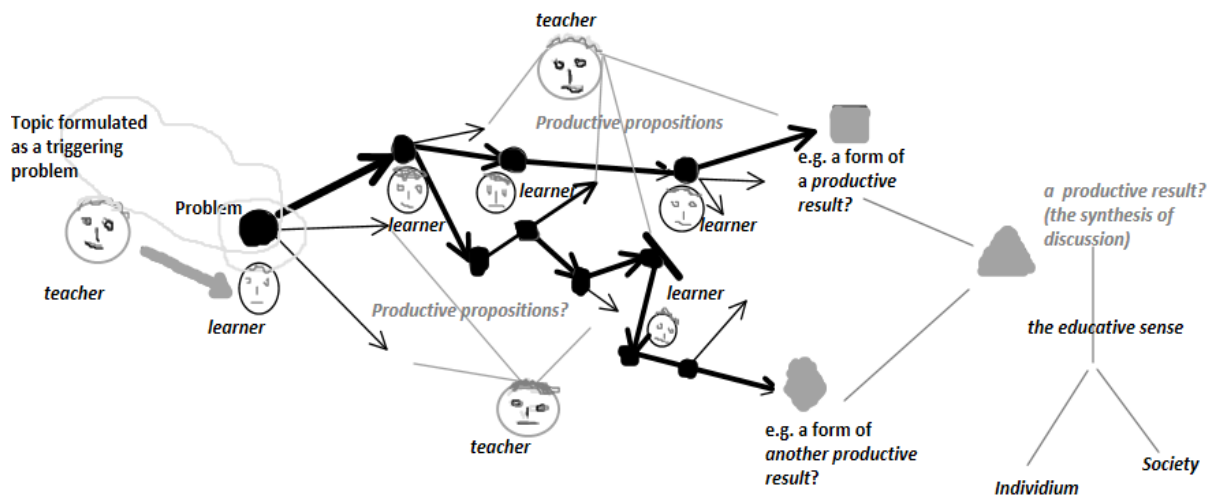 teacher
Topic formulated
as a triggering
problem
Productive propositions
Problem
learner
learner
learner
e.g. a form of
a productive
result?
a productive result?
(the synthesis of
discussion)
teacher
learner
Productive propositions?
learner
the educative sense
teacher
e.g. a form of
another productive
result?
Individium
Society